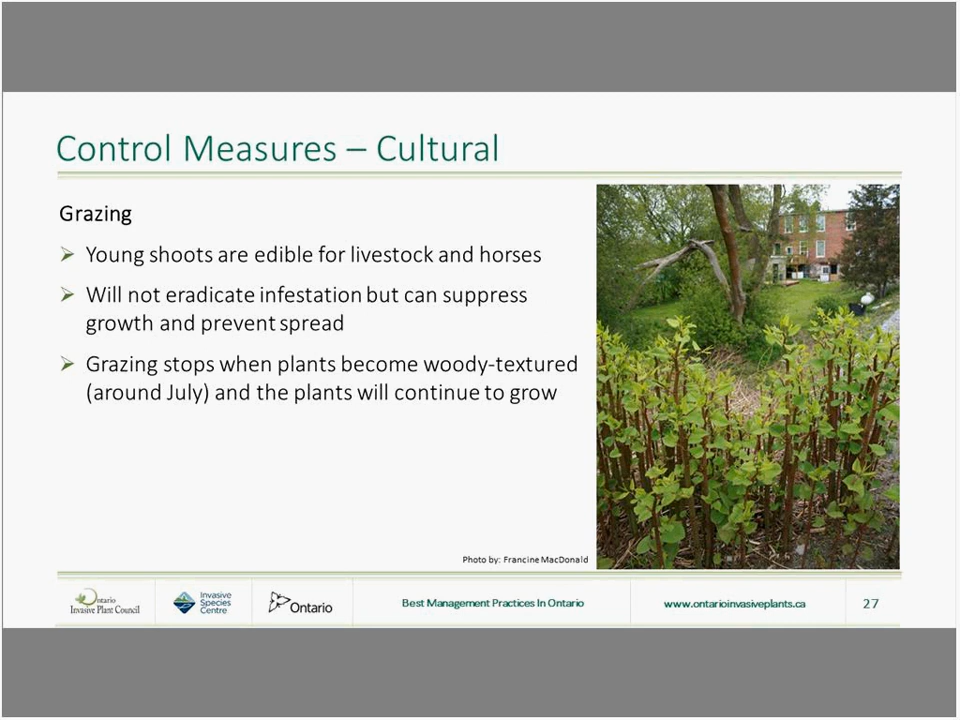 Control Measures – Cultural
Grazing
Young shoots are edible for livestock and horses
Will not eradicate infestation but can suppress
growth and prevent spread
Grazing stops when plants become woody-textured
(around July) and the plants will continue to grow
Photo by: Francine MacDonald
Ontario
Invasive Plant Council
Invasive
Species
Centre
Ontario
Best Management Practices In Ontario
www.ontarioinvasiveplants.ca
27